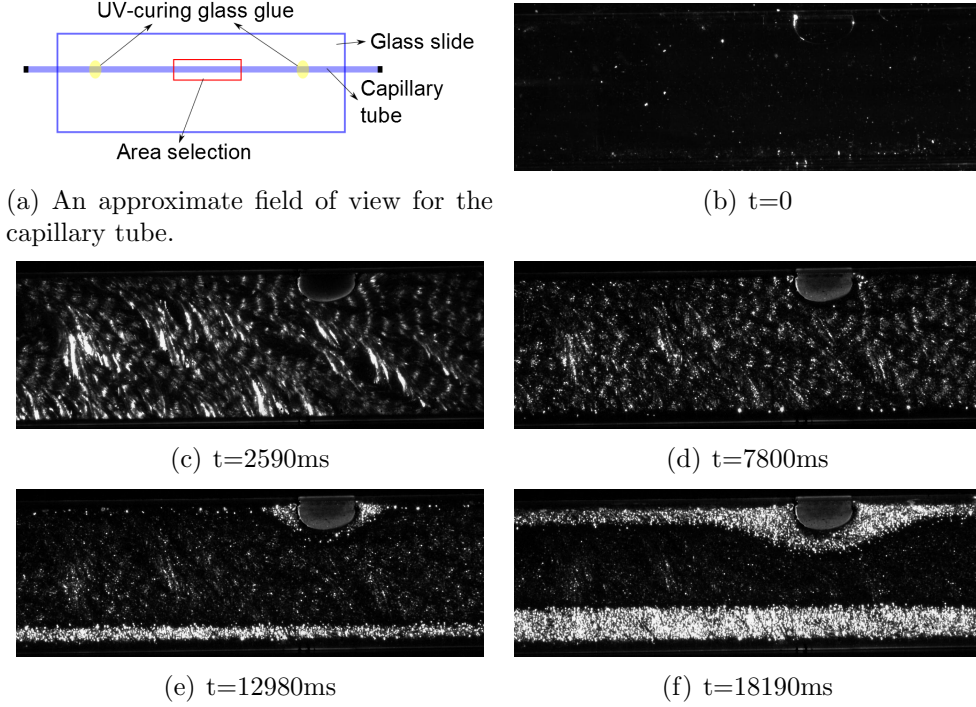 UV-curing glass glue
Glass slide
Capillary
tube
Area selection
(a) An approximate field of view for the
capillary tube.
(b) t=0
(c) t=2590ms
(d) t=7800ms
(e) t=12980ms
(f) t=18190ms